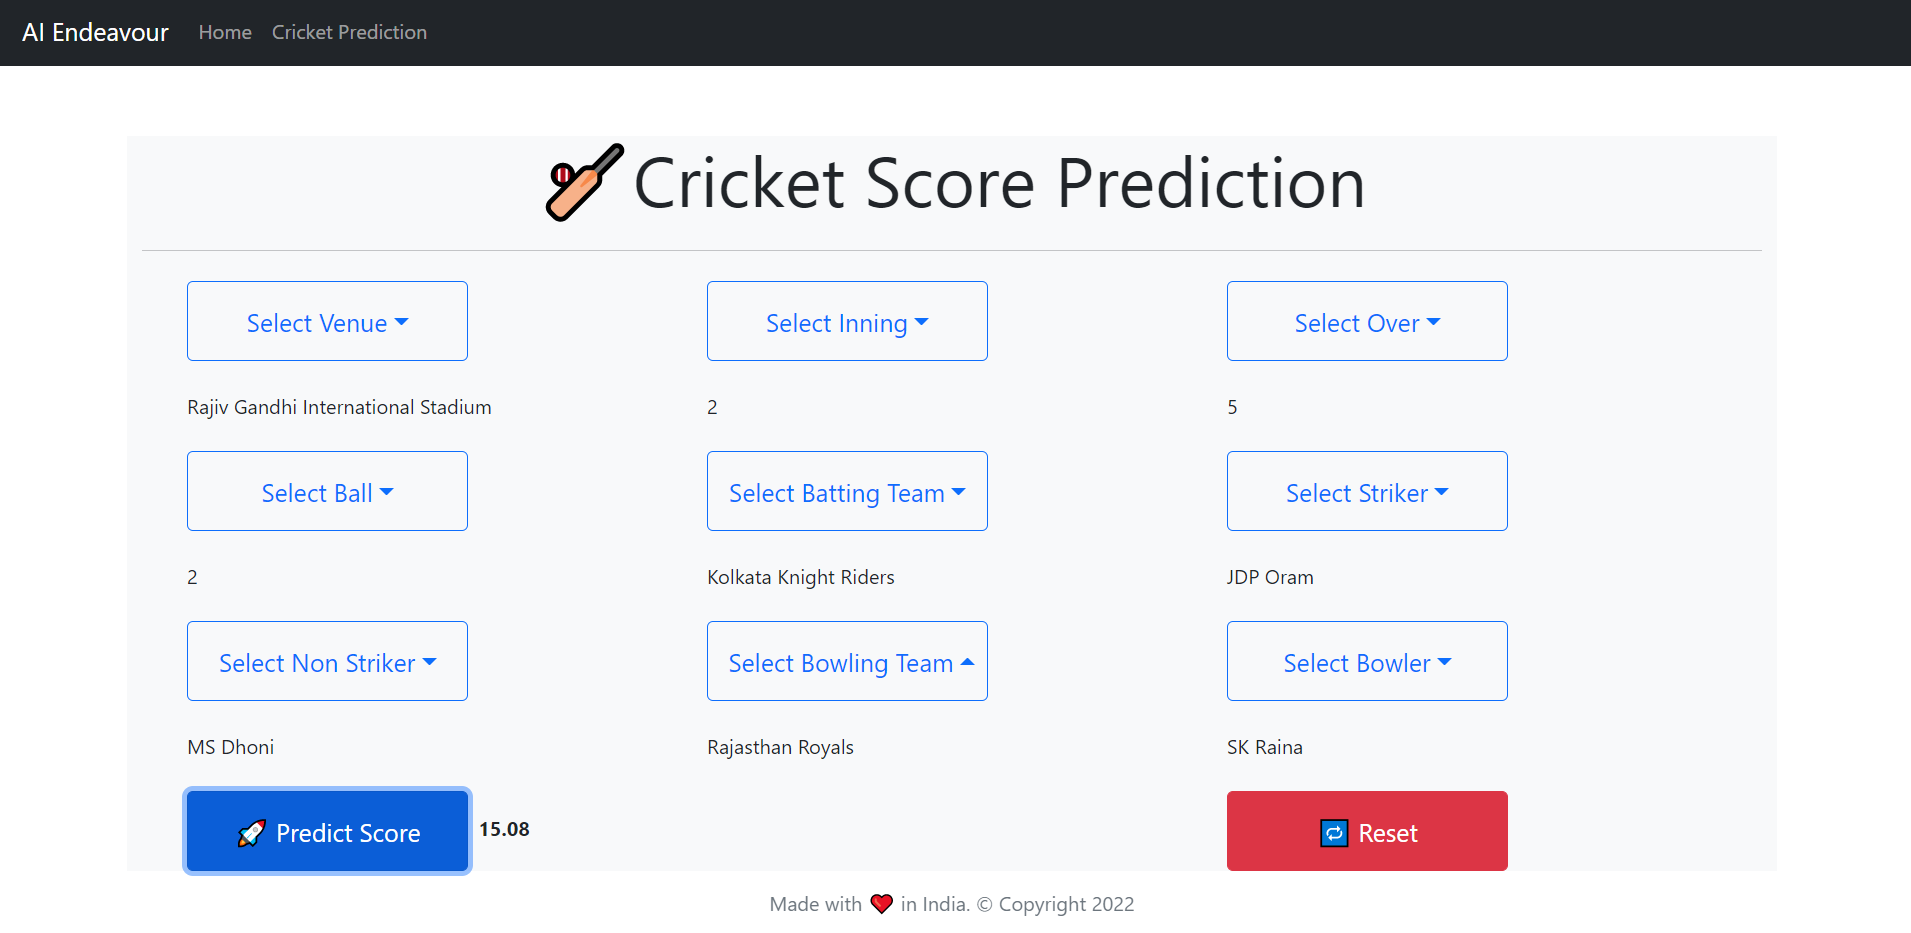 AI Endeavour Home Cricket Prediction
Cricket Score Prediction
Select Venue Select Inning Select Over
Rajiv Gandhi International Stadium 2 5
Select Ball Select Batting Team Select Striker
2 Kolkata Knight Riders JDP Oram
Select Non Striker Select Bowling Team Select Bowler
MS Dhoni Rajasthan Royals SK Raina
Predict Score 15.08 Reset
Made with ❤️ in India. © Copyright 2022